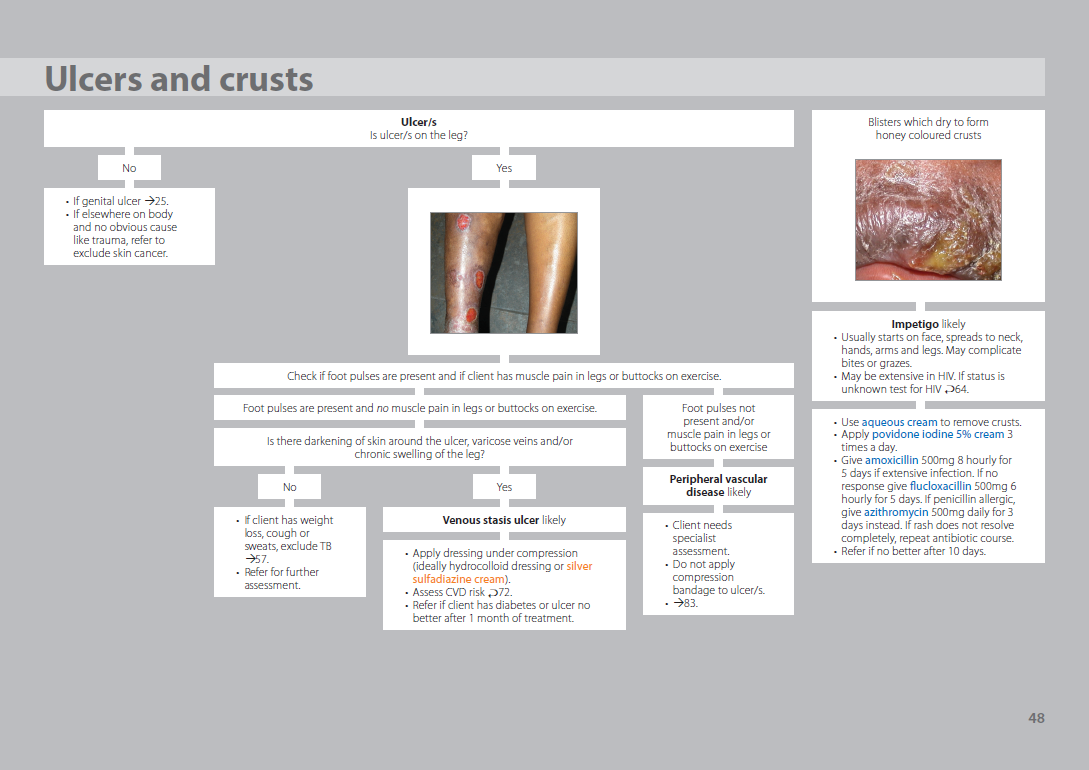 Ulcers and crusts
Ulcer/s
Is ulcer/s on the leg?
No
• If genital ulcer →25.
• If elsewhere on body
and no obvious cause
like trauma, refer to
exclude skin cancer.
Yes
Check if foot pulses are present and if client has muscle pain in legs or buttocks on exercise.
Foot pulses are present and no muscle pain in legs or buttocks on exercise.
Is there darkening of skin around the ulcer, varicose veins and/or
chronic swelling of the leg?
No
• If client has weight
loss, cough or
sweats, exclude TB
→57.
• Refer for further
assessment.
Yes
Venous stasis ulcer likely
• Apply dressing under compression
(ideally hydrocolloid dressing or silver
sulfadiazine cream).
• Assess CVD risk ⤾72.
• Refer if client has diabetes or ulcer no
better after 1 month of treatment.
Foot pulses not
present and/or
muscle pain in legs or
buttocks on exercise
Peripheral vascular
disease likely
• Client needs
specialist
assessment.
• Do not apply
compression
bandage to ulcer/s.
• →83.
Blisters which dry to form
honey coloured crusts
Impetigo likely
• Usually starts on face, spreads to neck,
hands, arms and legs. May complicate
bites or grazes.
• May be extensive in HIV. If status is
unknown test for HIV ⤾64.
• Use aqueous cream to remove crusts.
• Apply povidone iodine 5% cream 3
times a day.
• Give amoxicillin 500mg 8 hourly for
5 days if extensive infection. If no
response give flucloxacillin 500mg 6
hourly for 5 days. If penicillin allergic,
give azithromycin 500mg daily for 3
days instead. If rash does not resolve
completely, repeat antibiotic course.
• Refer if no better after 10 days.
48